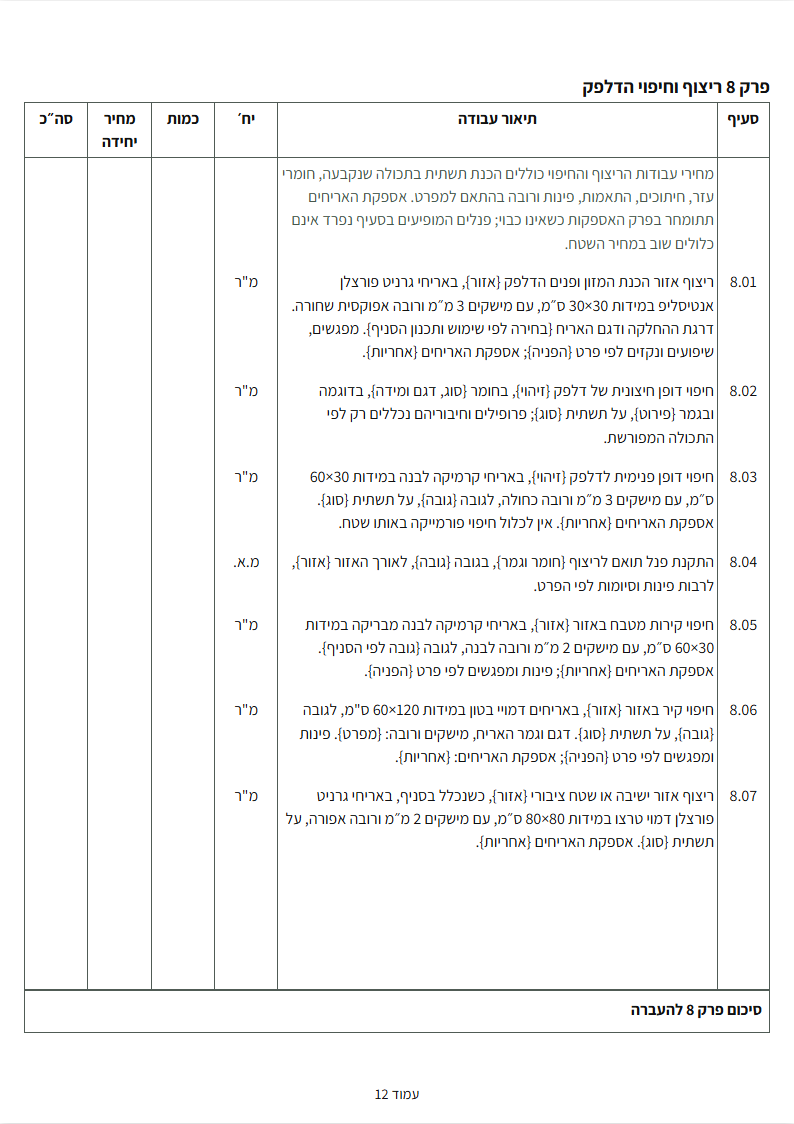 פרק 8 ריצוף וחיפוי הדלפק
סעיף תיאור עבודה יח׳ כמות מחיר יחידה סה״כ
מחירי עבודות הריצוף והחיפוי כוללים הכנת תשתית בתכולה שנקבעה, חומרי
עזר, חיתוכים, התאמות, פינות ורובה בהתאם למפרט. אספקת האריחים
תתומחר בפרק האספקות כשאינו כבוי; פנלים המופיעים בסעיף נפרד אינם
כלולים שוב במחיר השטח.
8.01 ריצוף אזור הכנת המזון ופנים הדלפק {אזור}, באריחי גרניט פורצלן מ"ר
אנטיסליפ במידות 30×30 ס״מ, עם מישקים 3 מ״מ ורובה אפוקסית שחורה.
דרגת ההחלקה ודגם האריח {בחירה לפי שימוש ותכנון הסניף}. מפגשים,
שיפועים ונקזים לפי פרט {הפניה}; אספקת האריחים {אחריות}.
8.02 חיפוי דופן חיצונית של דלפק {זיהוי}, בחומר {סוג, דגם ומידה}, בדוגמה מ"ר
ובגמר {פירוט}, על תשתית {סוג}; פרופילים וחיבוריהם נכללים רק לפי
התכולה המפורשת.
8.03 חיפוי דופן פנימית לדלפק {זיהוי}, באריחי קרמיקה לבנה במידות 30×60 מ"ר
ס״מ, עם מישקים 3 מ״מ ורובה כחולה, לגובה {גובה}, על תשתית {סוג}.
אספקת האריחים {אחריות}. אין לכלול חיפוי פורמייקה באותו שטח.
8.04 התקנת פנל תואם לריצוף {חומר וגמר}, בגובה {גובה}, לאורך האזור {אזור}, מ.א.
לרבות פינות וסיומות לפי הפרט.
8.05 חיפוי קירות מטבח באזור {אזור}, באריחי קרמיקה לבנה מבריקה במידות מ"ר
30×60 ס״מ, עם מישקים 2 מ״מ ורובה לבנה, לגובה {גובה לפי הסניף}.
אספקת האריחים {אחריות}; פינות ומפגשים לפי פרט {הפניה}.
8.06 חיפוי קיר באזור {אזור}, באריחים דמויי בטון במידות 120×60 ס"מ, לגובה מ"ר
{גובה}, על תשתית {סוג}. דגם וגמר האריח, מישקים ורובה: {מפרט}. פינות
ומפגשים לפי פרט {הפניה}; אספקת האריחים: {אחריות}.
8.07 ריצוף אזור ישיבה או שטח ציבורי {אזור}, כשנכלל בסניף, באריחי גרניט מ"ר
פורצלן דמוי טרצו במידות 80×80 ס״מ, עם מישקים 2 מ״מ ורובה אפורה, על
תשתית {סוג}. אספקת האריחים {אחריות}.
סיכום פרק 8 להעברה
עמוד 12